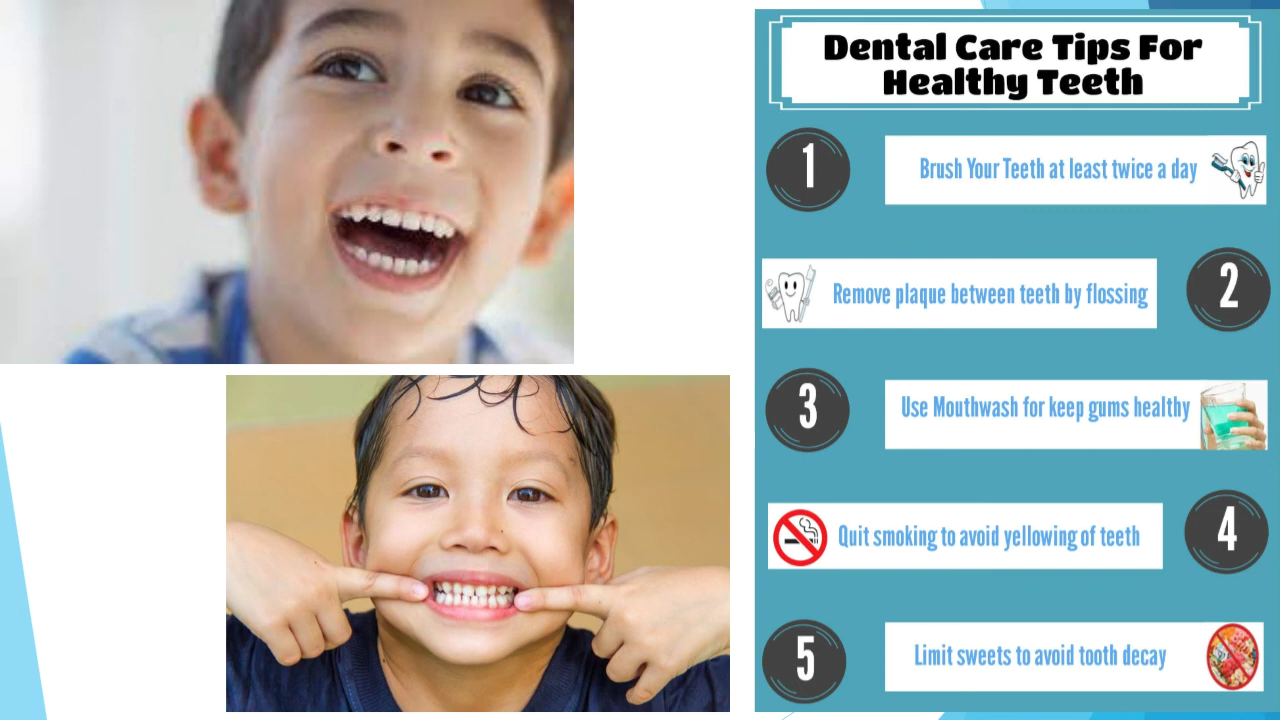 Dental Care Tips For
Healthy Teeth
1
Brush Your Teeth at least twice a day
Remove plaque between teeth by flossing
2
3
Use Mouthwash for keep gums healthy
Quit smoking to avoid yellowing of teeth
4
5
Limit sweets to avoid tooth decay